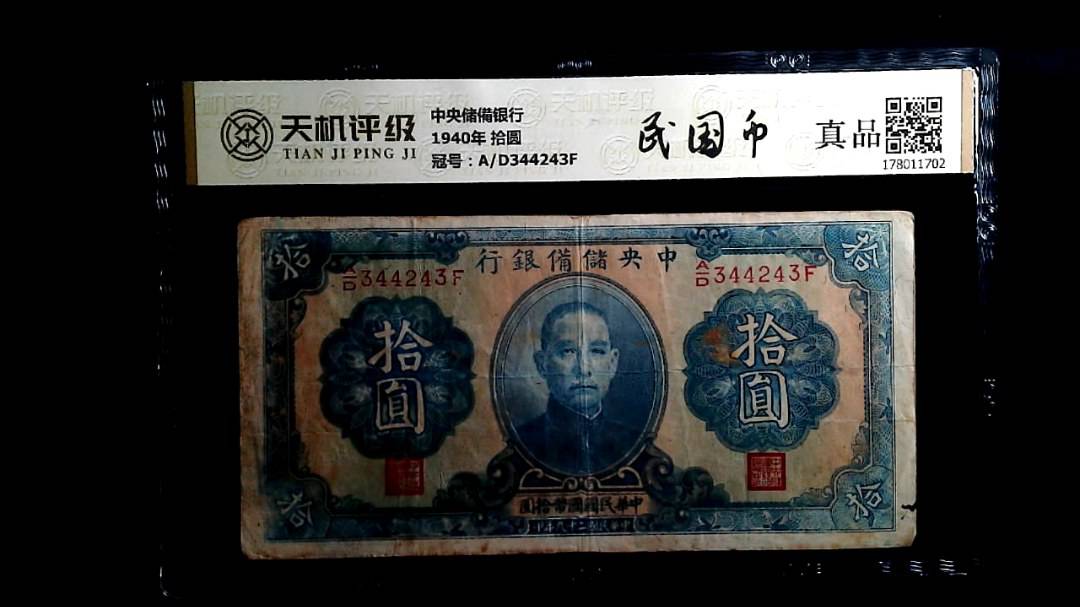 天机评级
TIAN JI PING JI
中央储備银行
1940年 拾圆
冠号：A/D344243F
民国币
真品
178011702
拾
拾
行銀備儲央中
A/D344243F
A/D344243F
拾圓
拾圓
圓拾幣國國民華中
拾
拾